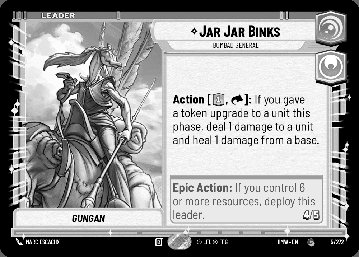 LEADER
JAR JAR BINKS
BOMBAD GENERAL
Action [ , ]: If you gave
a token upgrade to a unit this
phase, deal 1 damage to a unit
and heal 1 damage from a base.
Epic Action: If you control 6
or more resources, deploy this
leader.
4/5
GUNGAN